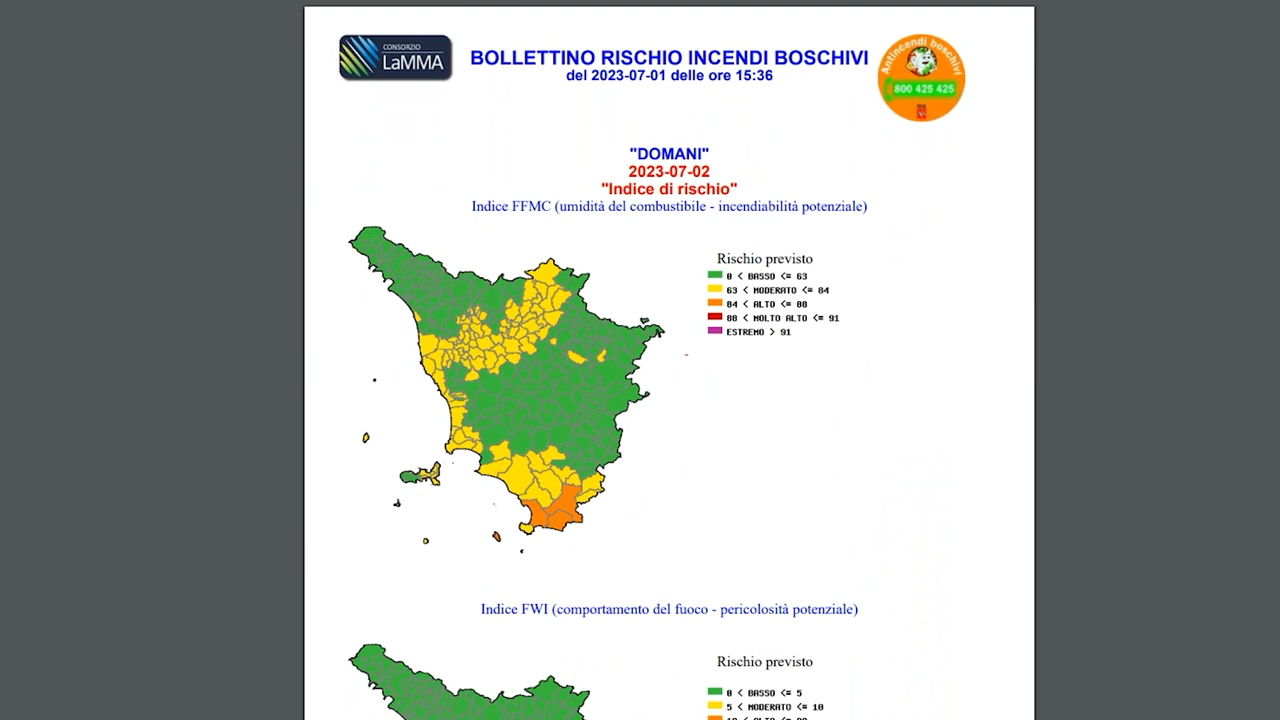 CONSORZIO
LaMMA
BOLLETTINO RISCHIO INCENDI BOSCHIVI
del 2023-07-01 delle ore 15:36
Antincendi boschivi
800 425 425
"DOMANI"
2023-07-02
"Indice di rischio"
Indice FFMC (umidità del combustibile - incendiabilità potenziale)
Rischio previsto
0 < BASSO <= 63
63 < MODERATO <= 84
84 < ALTO <= 88
88 < MOLTO ALTO <= 91
ESTREMO > 91
Indice FWI (comportamento del fuoco - pericolosità potenziale)
Rischio previsto
0 < BASSO <= 5
5 < MODERATO <= 10